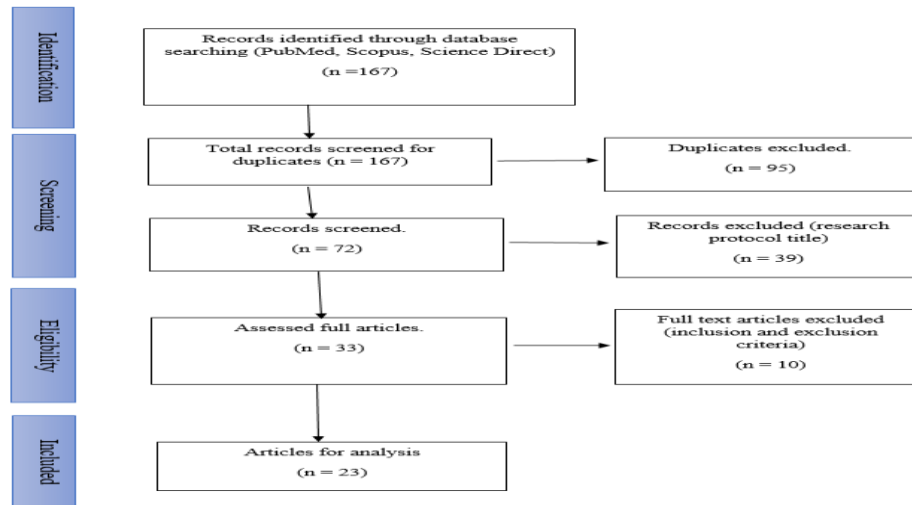 Identification
Records identified through database
searching (PubMed, Scopus, Science Direct)
(n =167)
Screening
Total records screened for
duplicates (n = 167)
Duplicates excluded.
(n = 95)
Records screened.
(n = 72)
Records excluded (research
protocol title)
(n = 39)
Eligibility
Assessed full articles.
(n = 33)
Full text articles excluded
(inclusion and exclusion
criteria)
(n = 10)
Included
Articles for analysis
(n = 23)